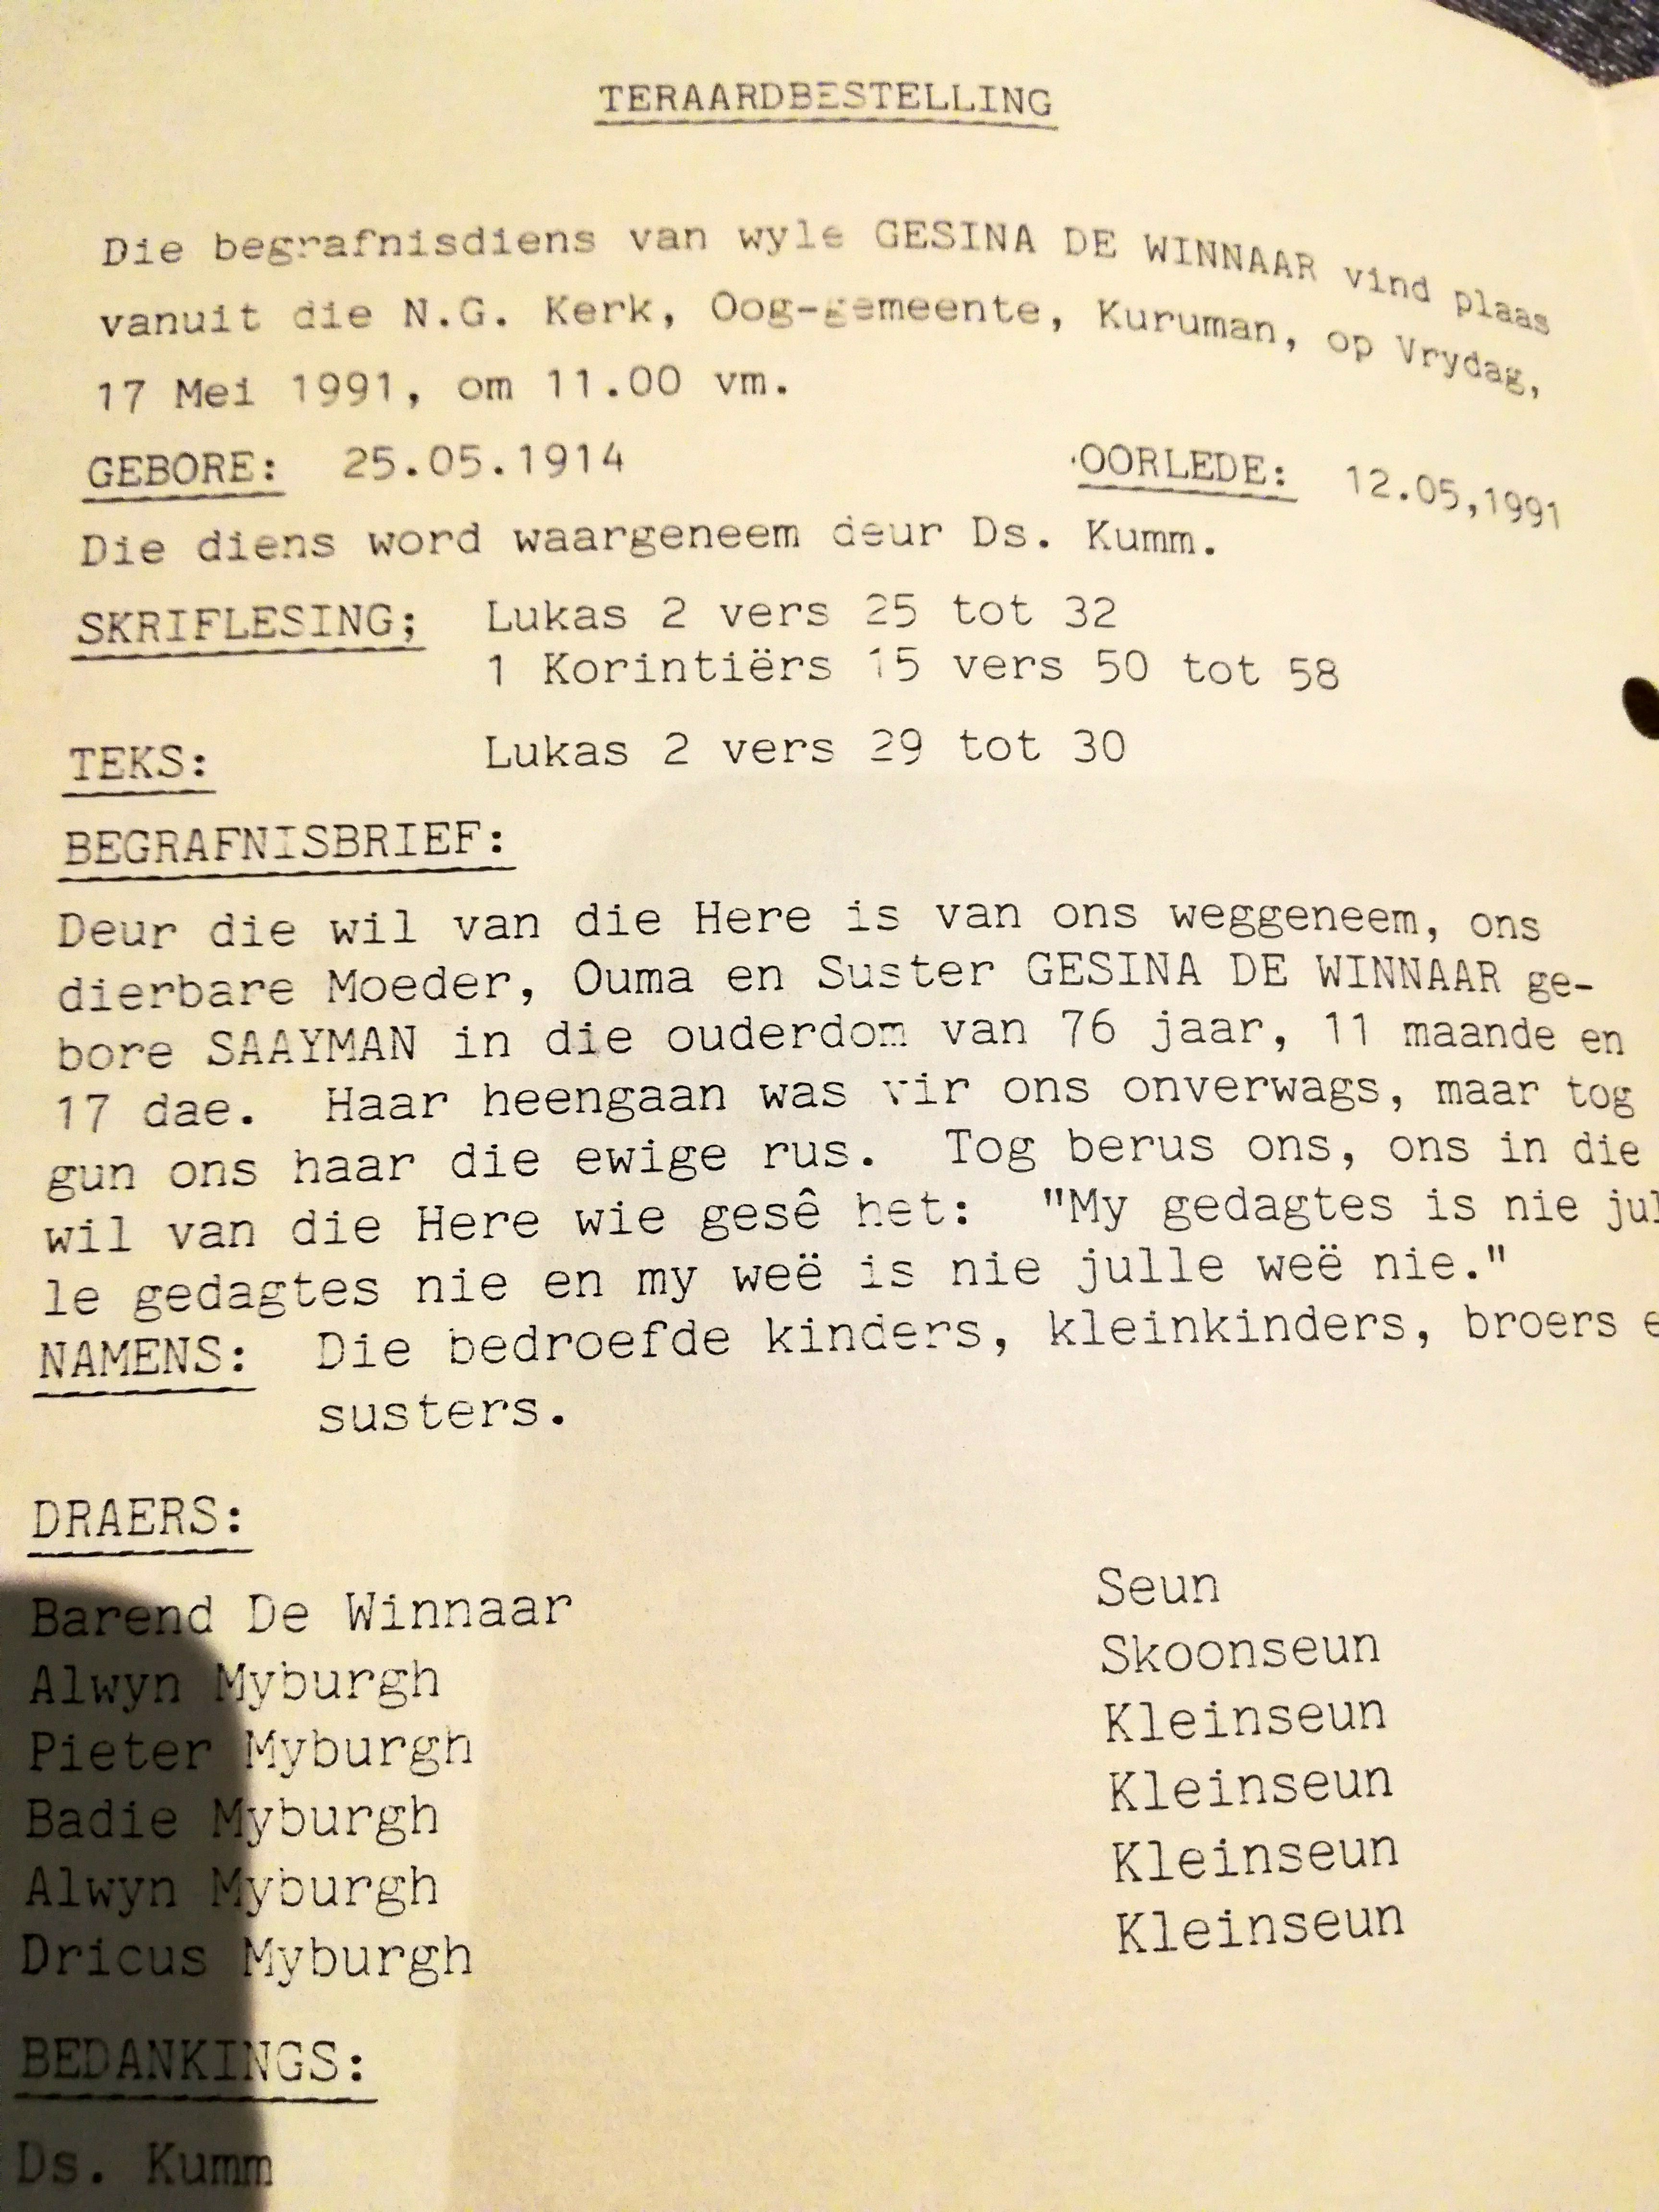 TERAARDBESTELLING
Die begrafnisdiens van wyle GESINA DE WINNAAR vind plaas
vanuit die N.G. Kerk, Oog-gemeente, Kuruman, op Vrydag,
17 Mei 1991, om 11.00 vm.
GEBORE: 25.05.1914 OORLEDE: 12.05,1991
Die diens word waargeneem deur Ds. Kumm.
SKRIFLESING; Lukas 2 vers 25 tot 32
1 Korintiërs 15 vers 50 tot 58
TEKS: Lukas 2 vers 29 tot 30
BEGRAFNISBRIEF:
Deur die wil van die Here is van ons weggeneem, ons
dierbare Moeder, Ouma en Suster GESINA DE WINNAAR ge-
bore SAAYMAN in die ouderdom van 76 jaar, 11 maande en
17 dae. Haar heengaan was vir ons onverwags, maar tog
gun ons haar die ewige rus. Tog berus ons, ons in die
wil van die Here wie gesê het: "My gedagtes is nie jul
le gedagtes nie en my weë is nie julle weë nie."
NAMENS: Die bedroefde kinders, kleinkinders, broers e
susters.
DRAERS:
Barend De Winnaar Seun
Alwyn Myburgh Skoonseun
Pieter Myburgh Kleinseun
Badie Myburgh Kleinseun
Alwyn Myburgh Kleinseun
Dricus Myburgh Kleinseun
BEDANKINGS:
Ds. Kumm